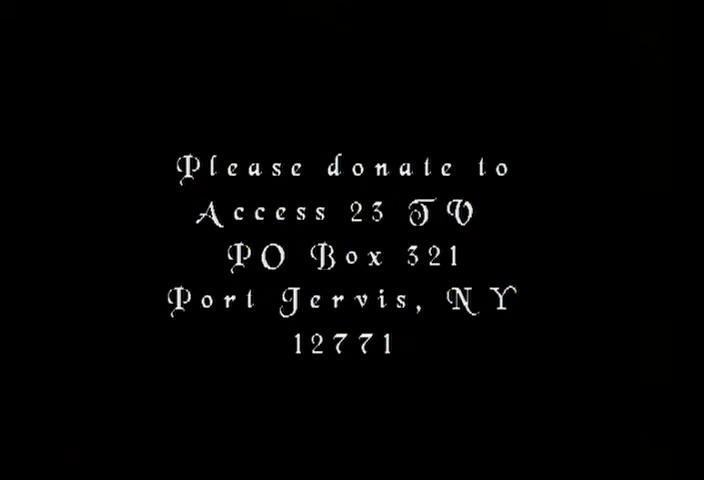 Please donate to
Access 23 TV
PO Box 321
Port Jervis, NY
12771